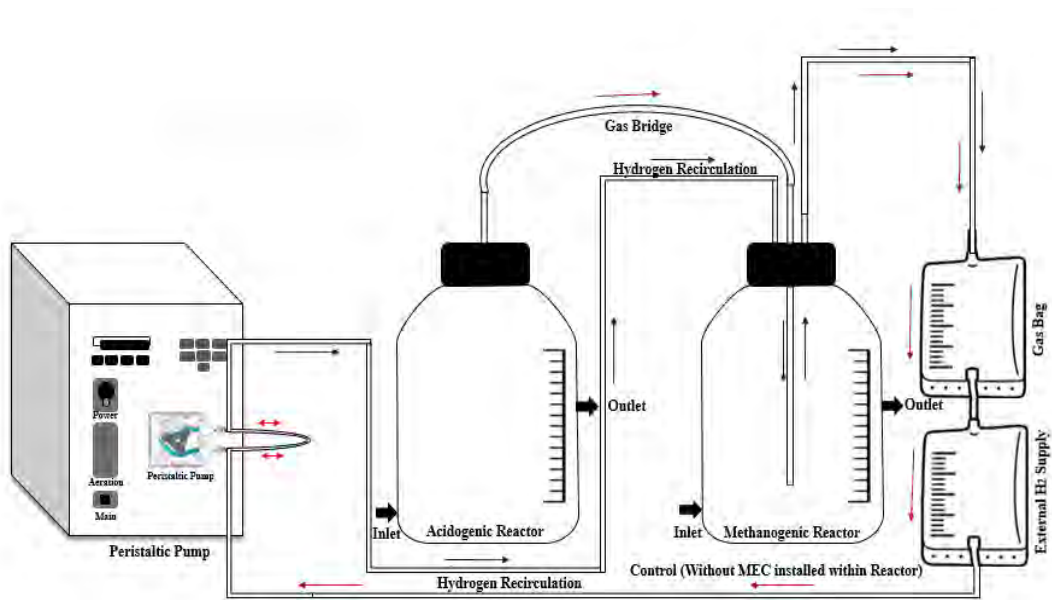 Gas Bridge
Hydrogen Recirculation
Gas Bag
Power
Outlet
Outlet
Peristaltic Pump
Aeration
External H₂ Supply
Main
Inlet
Acidogenic Reactor
Inlet
Methanogenic Reactor
Peristaltic Pump
Control (Without MEC installed within Reactor)
Hydrogen Recirculation